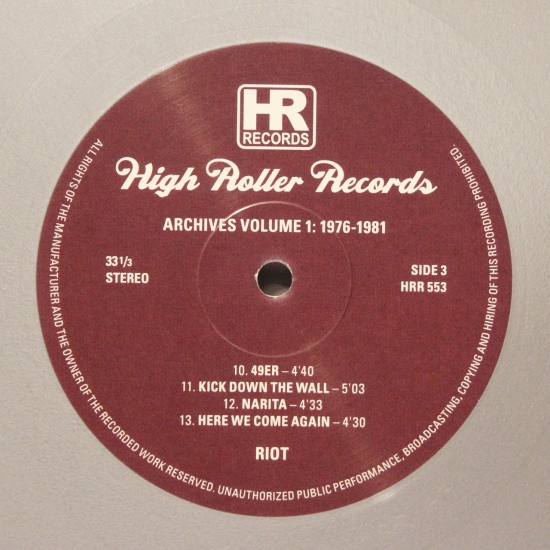 HR
RECORDS
High Roller Records
ARCHIVES VOLUME 1: 1976-1981
33 1/3
STEREO
SIDE 3
HRR 553
10. 49ER – 4'40
11. KICK DOWN THE WALL – 5'03
12. NARITA – 4'33
13. HERE WE COME AGAIN – 4'30
RIOT
ALL RIGHTS OF THE MANUFACTURER AND THE OWNER OF THE RECORDED WORK RESERVED. UNAUTHORIZED PUBLIC PERFORMANCE, BROADCASTING, COPYING AND HIRING OF THIS RECORDING PROHIBITED.